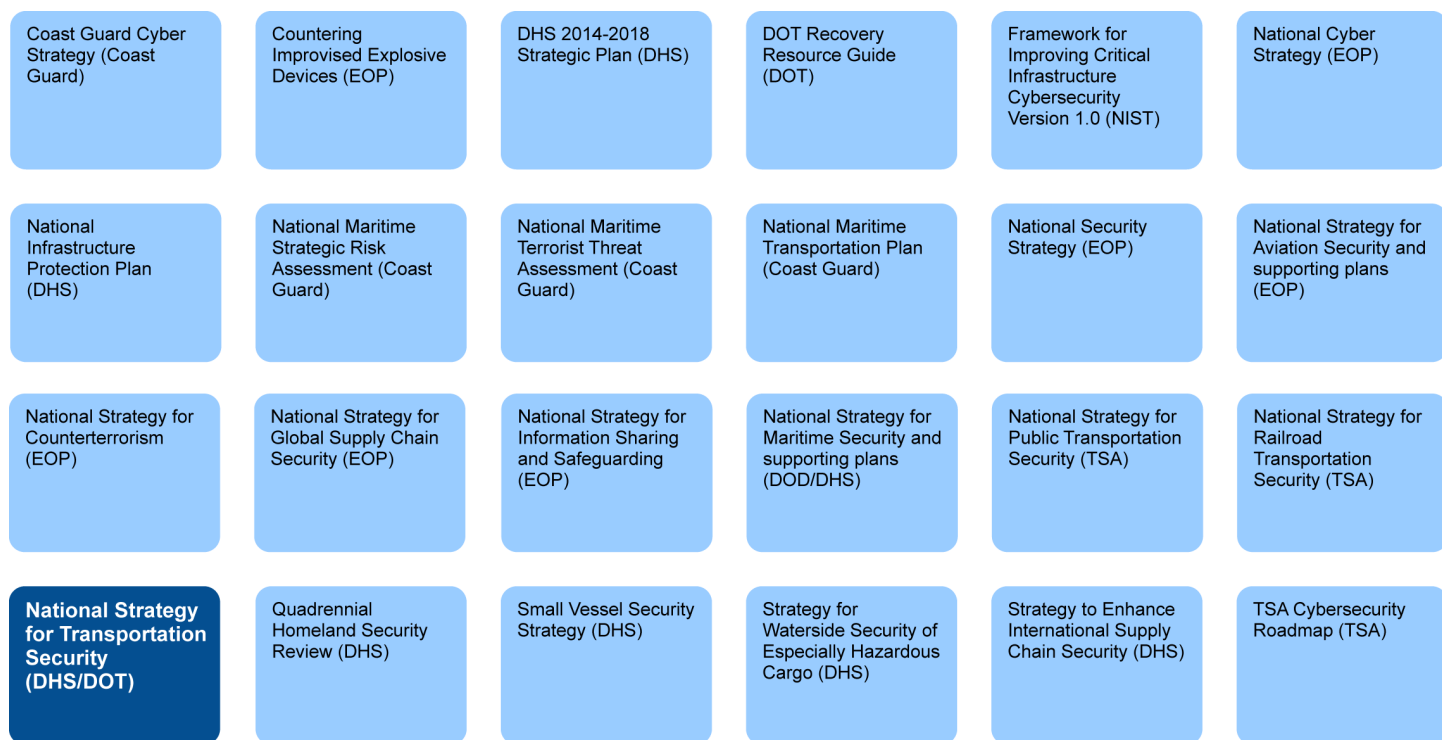 Coast Guard Cyber
Strategy (Coast
Guard)
Countering
Improvised Explosive
Devices (EOP)
DHS 2014-2018
Strategic Plan (DHS)
DOT Recovery
Resource Guide
(DOT)
Framework for
Improving Critical
Infrastructure
Cybersecurity
Version 1.0 (NIST)
National Cyber
Strategy (EOP)
National
Infrastructure
Protection Plan
(DHS)
National Maritime
Strategic Risk
Assessment (Coast
Guard)
National Maritime
Terrorist Threat
Assessment (Coast
Guard)
National Maritime
Transportation Plan
(Coast Guard)
National Security
Strategy (EOP)
National Strategy for
Aviation Security and
supporting plans
(EOP)
National Strategy for
Counterterrorism
(EOP)
National Strategy for
Global Supply Chain
Security (EOP)
National Strategy for
Information Sharing
and Safeguarding
(EOP)
National Strategy for
Maritime Security and
supporting plans
(DOD/DHS)
National Strategy for
Public Transportation
Security (TSA)
National Strategy for
Railroad
Transportation
Security (TSA)
National Strategy
for Transportation
Security
(DHS/DOT)
Quadrennial
Homeland Security
Review (DHS)
Small Vessel Security
Strategy (DHS)
Strategy for
Waterside Security of
Especially Hazardous
Cargo (DHS)
Strategy to Enhance
International Supply
Chain Security (DHS)
TSA Cybersecurity
Roadmap (TSA)